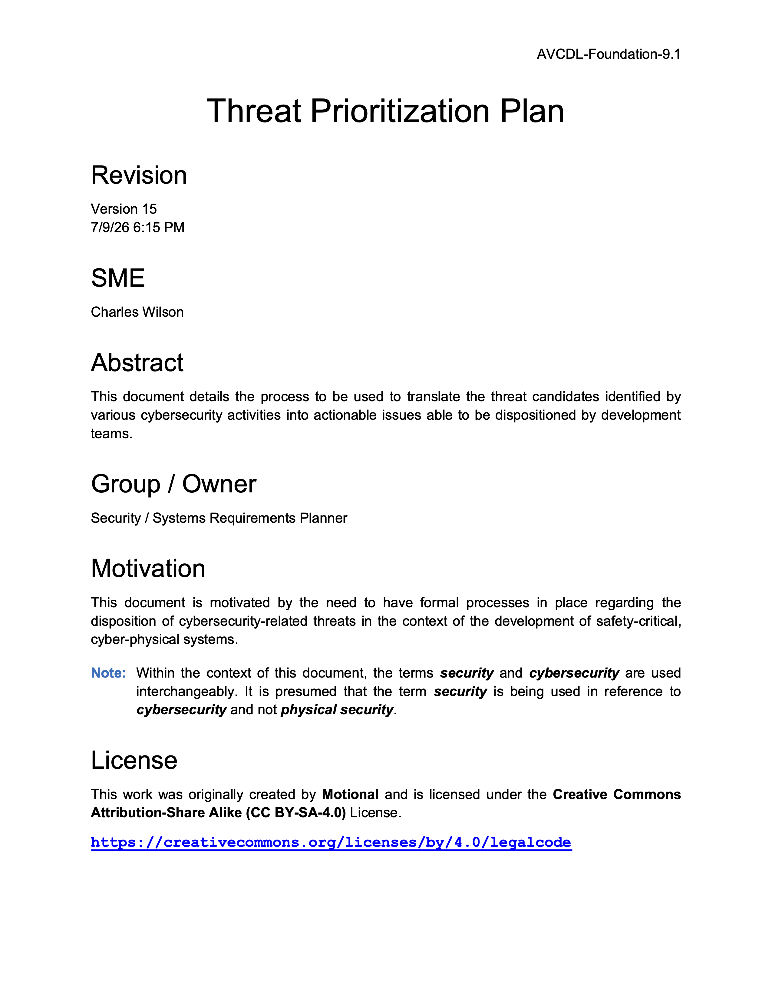 AVCDL-Foundation-9.1
Threat Prioritization Plan
Revision
Version 15
7/9/26 6:15 PM
SME
Charles Wilson
Abstract
This document details the process to be used to translate the threat candidates identified by
various cybersecurity activities into actionable issues able to be dispositioned by development
teams.
Group / Owner
Security / Systems Requirements Planner
Motivation
This document is motivated by the need to have formal processes in place regarding the
disposition of cybersecurity-related threats in the context of the development of safety-critical,
cyber-physical systems.
Note: Within the context of this document, the terms security and cybersecurity are used
interchangeably. It is presumed that the term security is being used in reference to
cybersecurity and not physical security.
License
This work was originally created by Motional and is licensed under the Creative Commons
Attribution-Share Alike (CC BY-SA-4.0) License.
https://creativecommons.org/licenses/by/4.0/legalcode